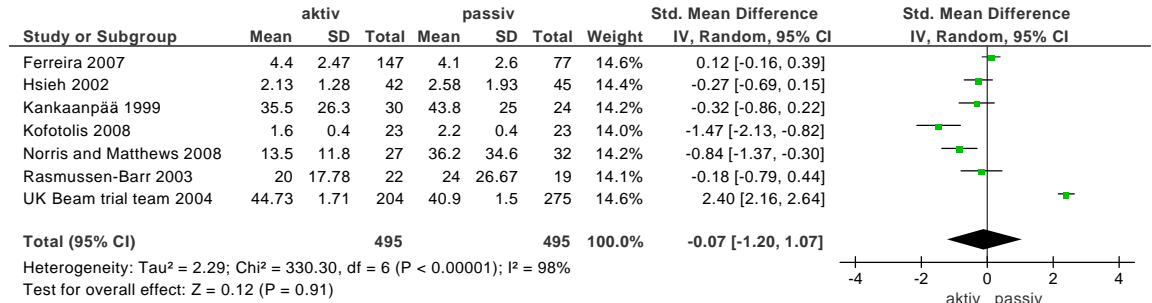 aktiv passiv Std. Mean Difference Std. Mean Difference
Study or Subgroup Mean SD Total Mean SD Total Weight IV, Random, 95% CI IV, Random, 95% CI
Ferreira 2007 4.4 2.47 147 4.1 2.6 77 14.6% 0.12 [-0.16, 0.39]
Hsieh 2002 2.13 1.28 42 2.58 1.93 45 14.4% -0.27 [-0.69, 0.15]
Kankaanpää 1999 35.5 26.3 30 43.8 25 24 14.2% -0.32 [-0.86, 0.22]
Kofotolis 2008 1.6 0.4 23 2.2 0.4 23 14.0% -1.47 [-2.13, -0.82]
Norris and Matthews 2008 13.5 11.8 27 36.2 34.6 32 14.2% -0.84 [-1.37, -0.30]
Rasmussen-Barr 2003 20 17.78 22 24 26.67 19 14.1% -0.18 [-0.79, 0.44]
UK Beam trial team 2004 44.73 1.71 204 40.9 1.5 275 14.6% 2.40 [2.16, 2.64]
Total (95% CI) 495 495 100.0% -0.07 [-1.20, 1.07]
Heterogeneity: Tau² = 2.29; Chi² = 330.30, df = 6 (P < 0.00001); I² = 98%
Test for overall effect: Z = 0.12 (P = 0.91)
-4 -2 0 2 4
aktiv passiv